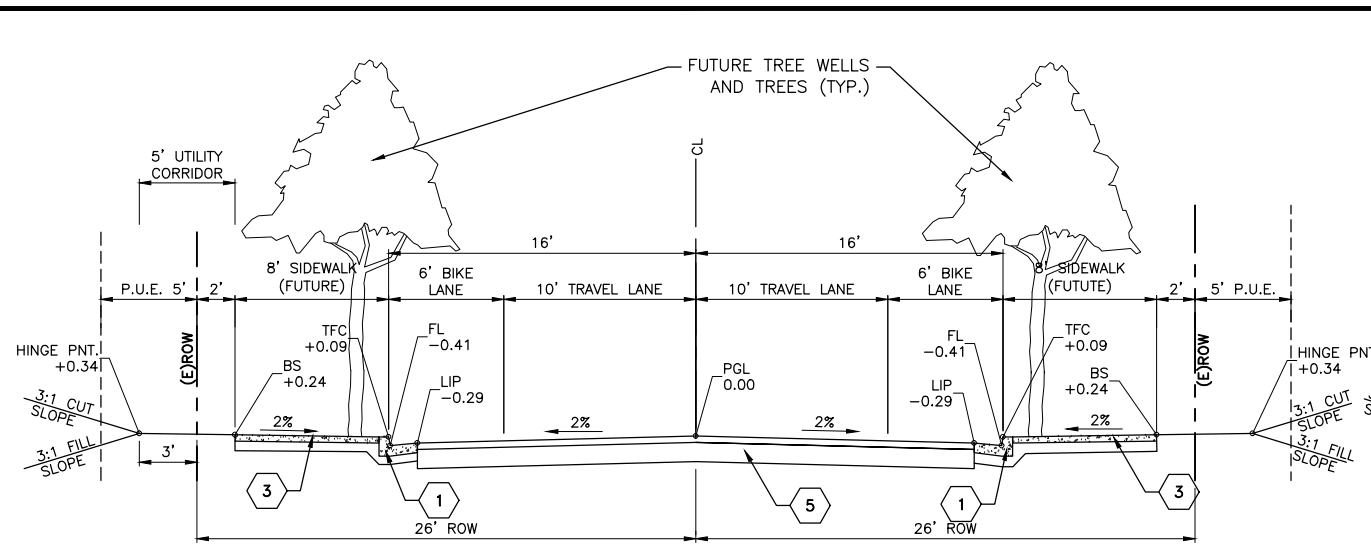 FUTURE TREE WELLS
AND TREES (TYP.)
CL
5' UTILITY
CORRIDOR
16'
16'
8' SIDEWALK
(FUTURE)
6' BIKE
LANE
6' BIKE
LANE
8' SIDEWALK
(FUTUTE)
P.U.E. 5'
2'
10' TRAVEL LANE
10' TRAVEL LANE
2'
5' P.U.E.
HINGE PNT.
+0.34
(E)ROW
BS
+0.24
TFC
+0.09
FL
-0.41
LIP
-0.29
PGL
0.00
FL
-0.41
LIP
-0.29
TFC
+0.09
BS
+0.24
(E)ROW
HINGE PNT
+0.34
3:1 CUT
SLOPE
3:1 FILL
SLOPE
3'
2%
2%
2%
2%
3:1 CUT
SLOPE
3:1 FILL
SLOPE
3
1
5
1
3
26' ROW
26' ROW